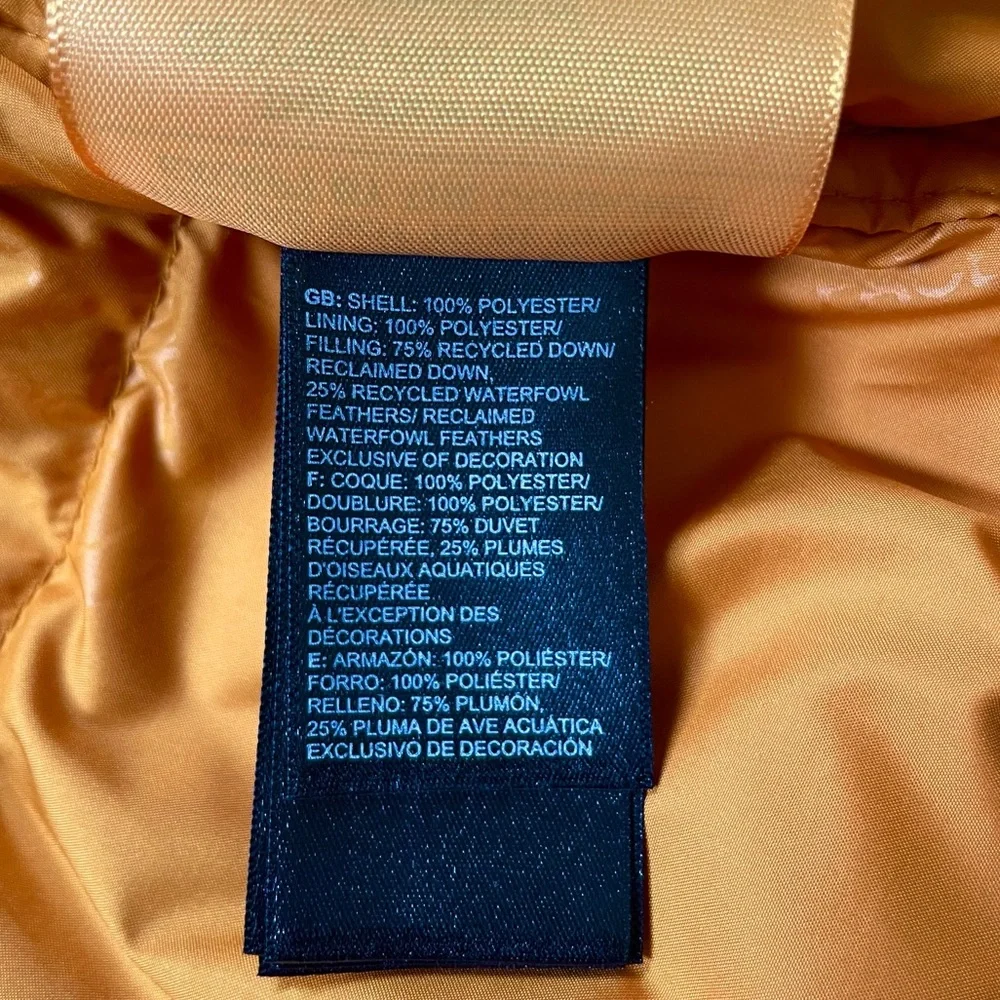 GB: SHELL: 100% POLYESTER/
LINING: 100% POLYESTER/
FILLING: 75% RECYCLED DOWN/
RECLAIMED DOWN,
25% RECYCLED WATERFOWL
FEATHERS/ RECLAIMED
WATERFOWL FEATHERS
EXCLUSIVE OF DECORATION
F: COQUE: 100% POLYESTER/
DOUBLURE: 100% POLYESTER/
BOURRAGE: 75% DUVET
RÉCUPÉRÉE, 25% PLUMES
D'OISEAUX AQUATIQUES
RÉCUPÉRÉE
À L'EXCEPTION DES
DÉCORATIONS
E: ARMAZÓN: 100% POLIÉSTER/
FORRO: 100% POLIÉSTER/
RELLENO: 75% PLUMÓN,
25% PLUMA DE AVE ACUÁTICA
EXCLUSIVO DE DECORACIÓN